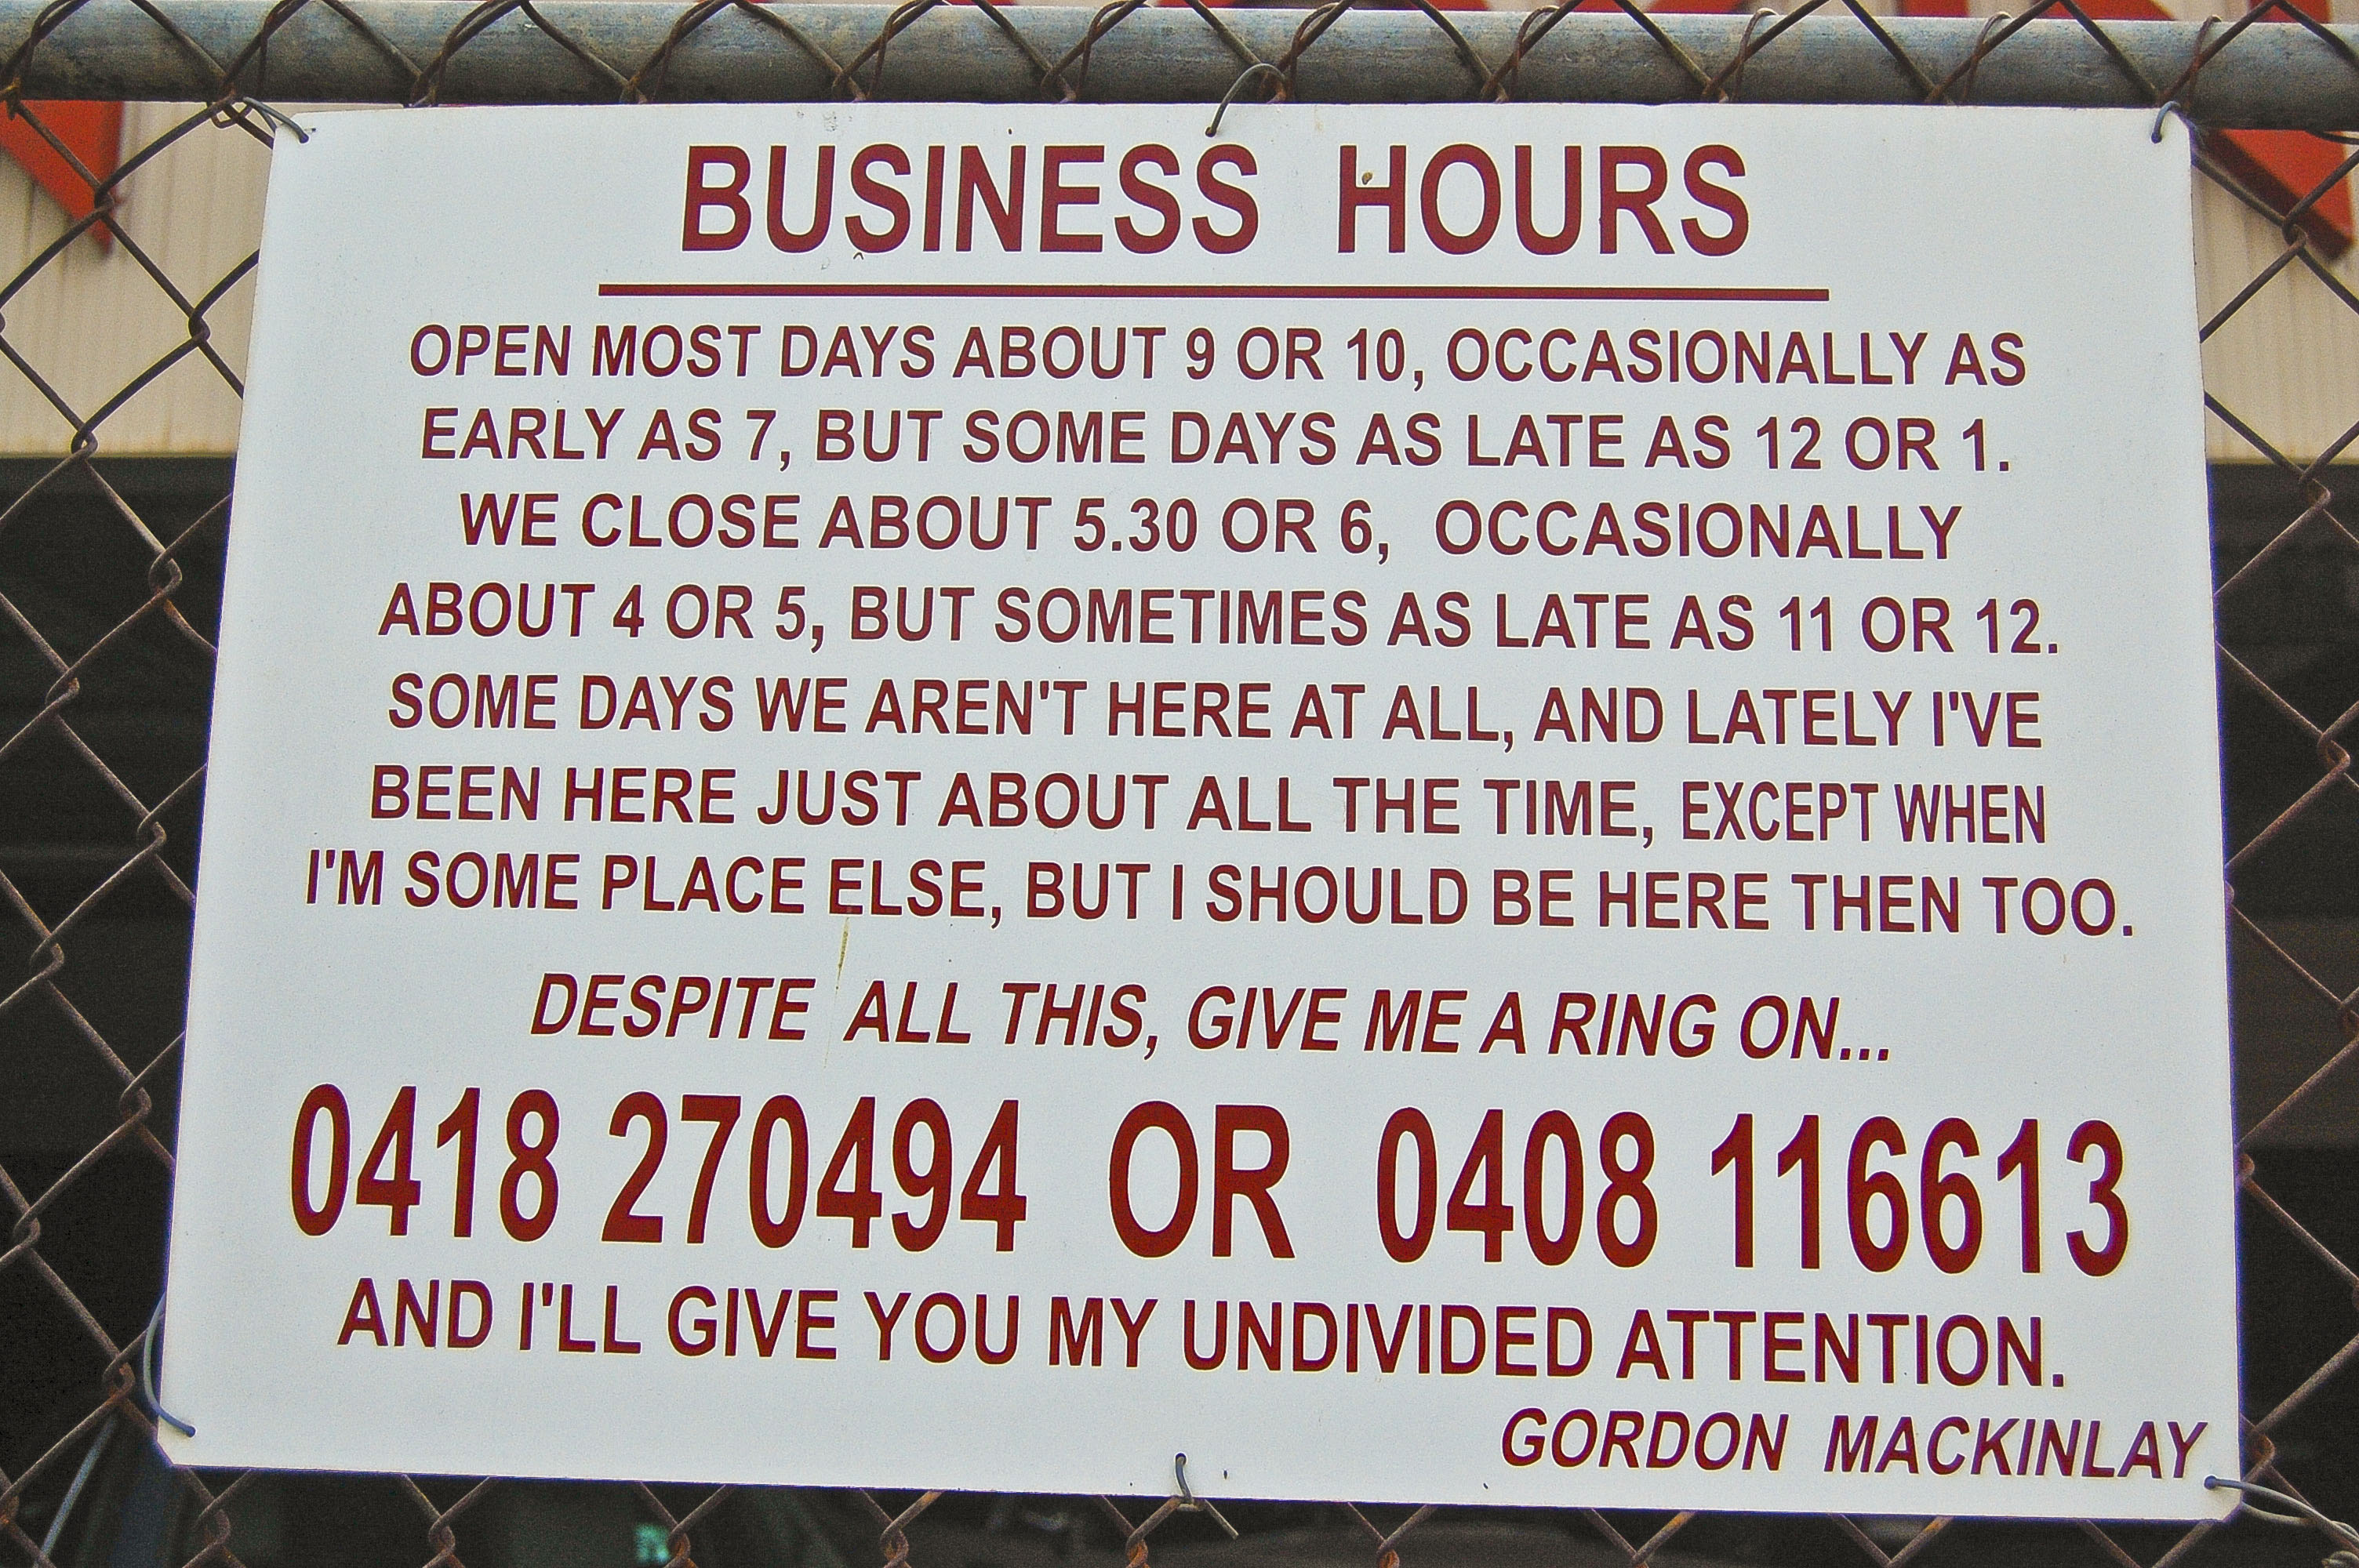 BUSINESS HOURS
OPEN MOST DAYS ABOUT 9 OR 10, OCCASIONALLY AS
EARLY AS 7, BUT SOME DAYS AS LATE AS 12 OR 1.
WE CLOSE ABOUT 5.30 OR 6, OCCASIONALLY
ABOUT 4 OR 5, BUT SOMETIMES AS LATE AS 11 OR 12.
SOME DAYS WE AREN'T HERE AT ALL, AND LATELY I'VE
BEEN HERE JUST ABOUT ALL THE TIME, EXCEPT WHEN
I'M SOME PLACE ELSE, BUT I SHOULD BE HERE THEN TOO.
DESPITE ALL THIS, GIVE ME A RING ON...
0418 270494 OR 0408 116613
AND I'LL GIVE YOU MY UNDIVIDED ATTENTION.
GORDON MACKINLAY